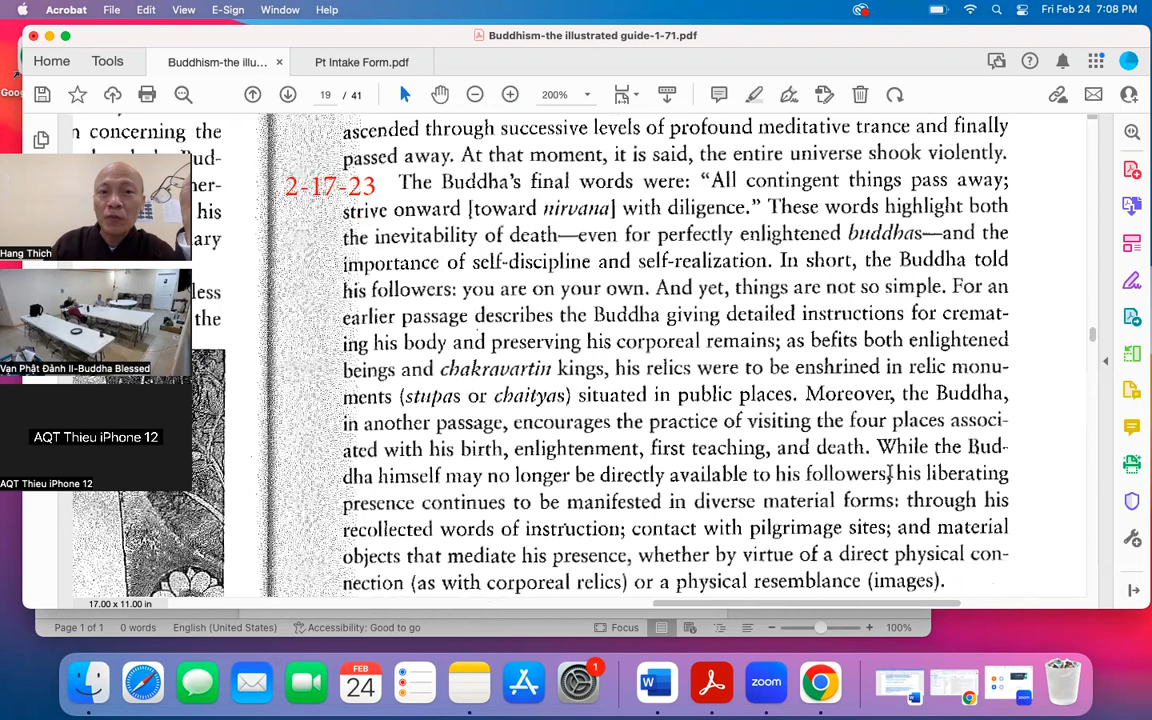 Acrobat File Edit View E-Sign Window Help
Fri Feb 24 7:08 PM
Buddhism-the illustrated guide-1-71.pdf
Home Tools Buddhism-the illu... × Pt Intake Form.pdf
19 / 41 200%
n concerning the
Hang Thich
his
less
the
Vạn Phật Đảnh II-Buddha Blessed
AQT Thieu iPhone 12
AQT Thieu iPhone 12
ascended through successive levels of profound meditative trance and finally
passed away. At that moment, it is said, the entire universe shook violently.
2-17-23 The Buddha's final words were: "All contingent things pass away;
strive onward [toward nirvana] with diligence." These words highlight both
the inevitability of death—even for perfectly enlightened buddhas—and the
importance of self-discipline and self-realization. In short, the Buddha told
his followers: you are on your own. And yet, things are not so simple. For an
earlier passage describes the Buddha giving detailed instructions for cremat-
ing his body and preserving his corporeal remains; as befits both enlightened
beings and chakravartin kings, his relics were to be enshrined in relic monu-
ments (stupas or chaityas) situated in public places. Moreover, the Buddha,
in another passage, encourages the practice of visiting the four places associ-
ated with his birth, enlightenment, first teaching, and death. While the Bud-
dha himself may no longer be directly available to his followers, his liberating
presence continues to be manifested in diverse material forms: through his
recollected words of instruction; contact with pilgrimage sites; and material
objects that mediate his presence, whether by virtue of a direct physical con-
nection (as with corporeal relics) or a physical resemblance (images).
17.00 x 11.00 in
Page 1 of 1 0 words English (United States) Accessibility: Good to go Focus 100%
FEB
24
1
zoom